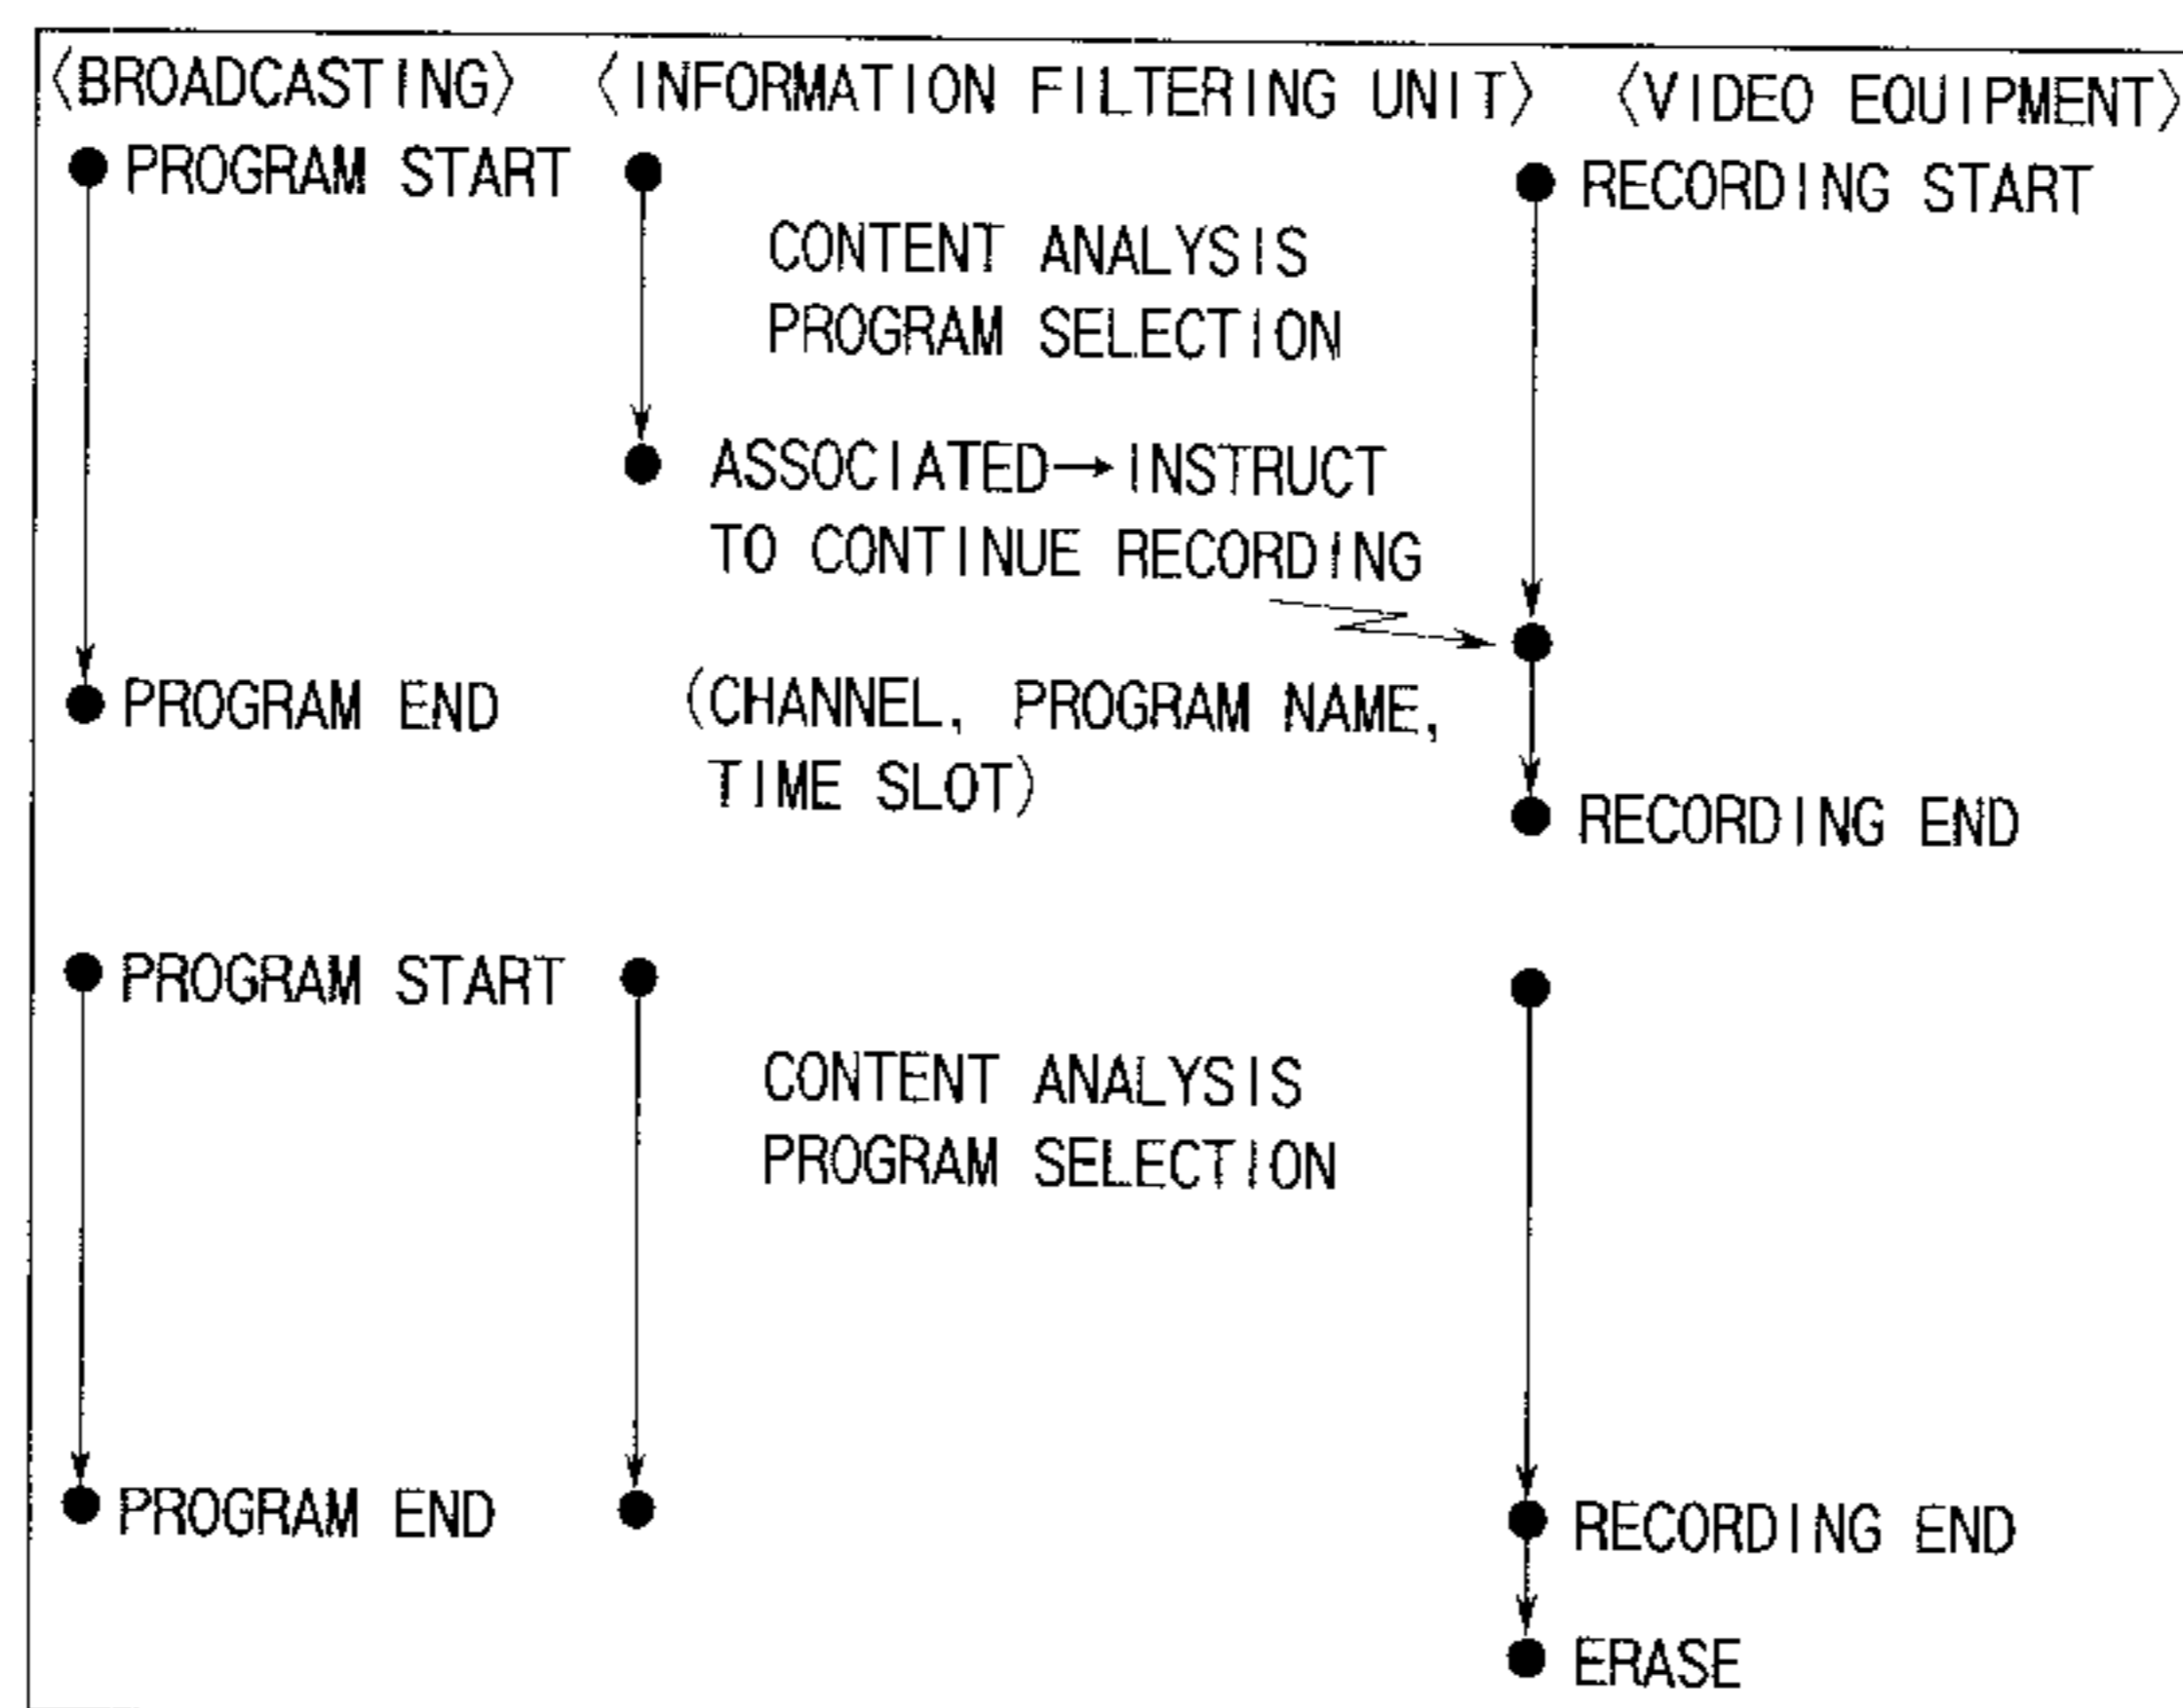 〈BROADCASTING〉 〈INFORMATION FILTERING UNIT〉 〈VIDEO EQUIPMENT〉
PROGRAM START RECORDING START
CONTENT ANALYSIS
PROGRAM SELECTION
ASSOCIATED→INSTRUCT
TO CONTINUE RECORDING
PROGRAM END (CHANNEL, PROGRAM NAME,
TIME SLOT)
RECORDING END
PROGRAM START
CONTENT ANALYSIS
PROGRAM SELECTION
PROGRAM END RECORDING END
ERASE